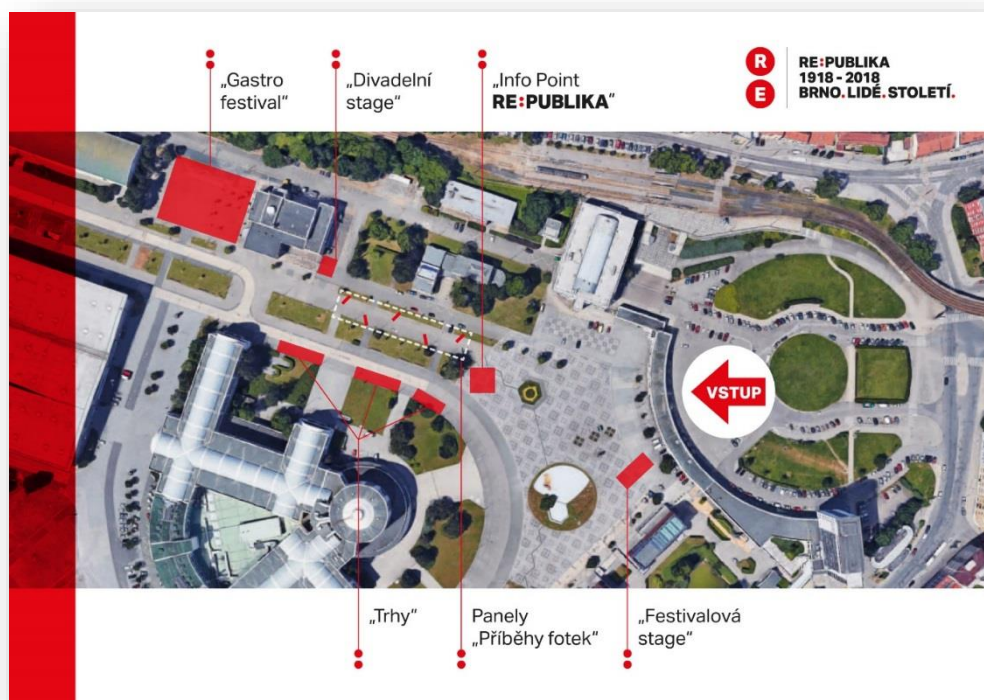 „Gastro
festival"
„Divadelní
stage"
„Info Point
RE:PUBLIKA"
R
E
RE:PUBLIKA
1918 - 2018
BRNO.LIDÉ.STOLETÍ.
VSTUP
„Trhy"
Panely
„Příběhy fotek"
„Festivalová
stage"